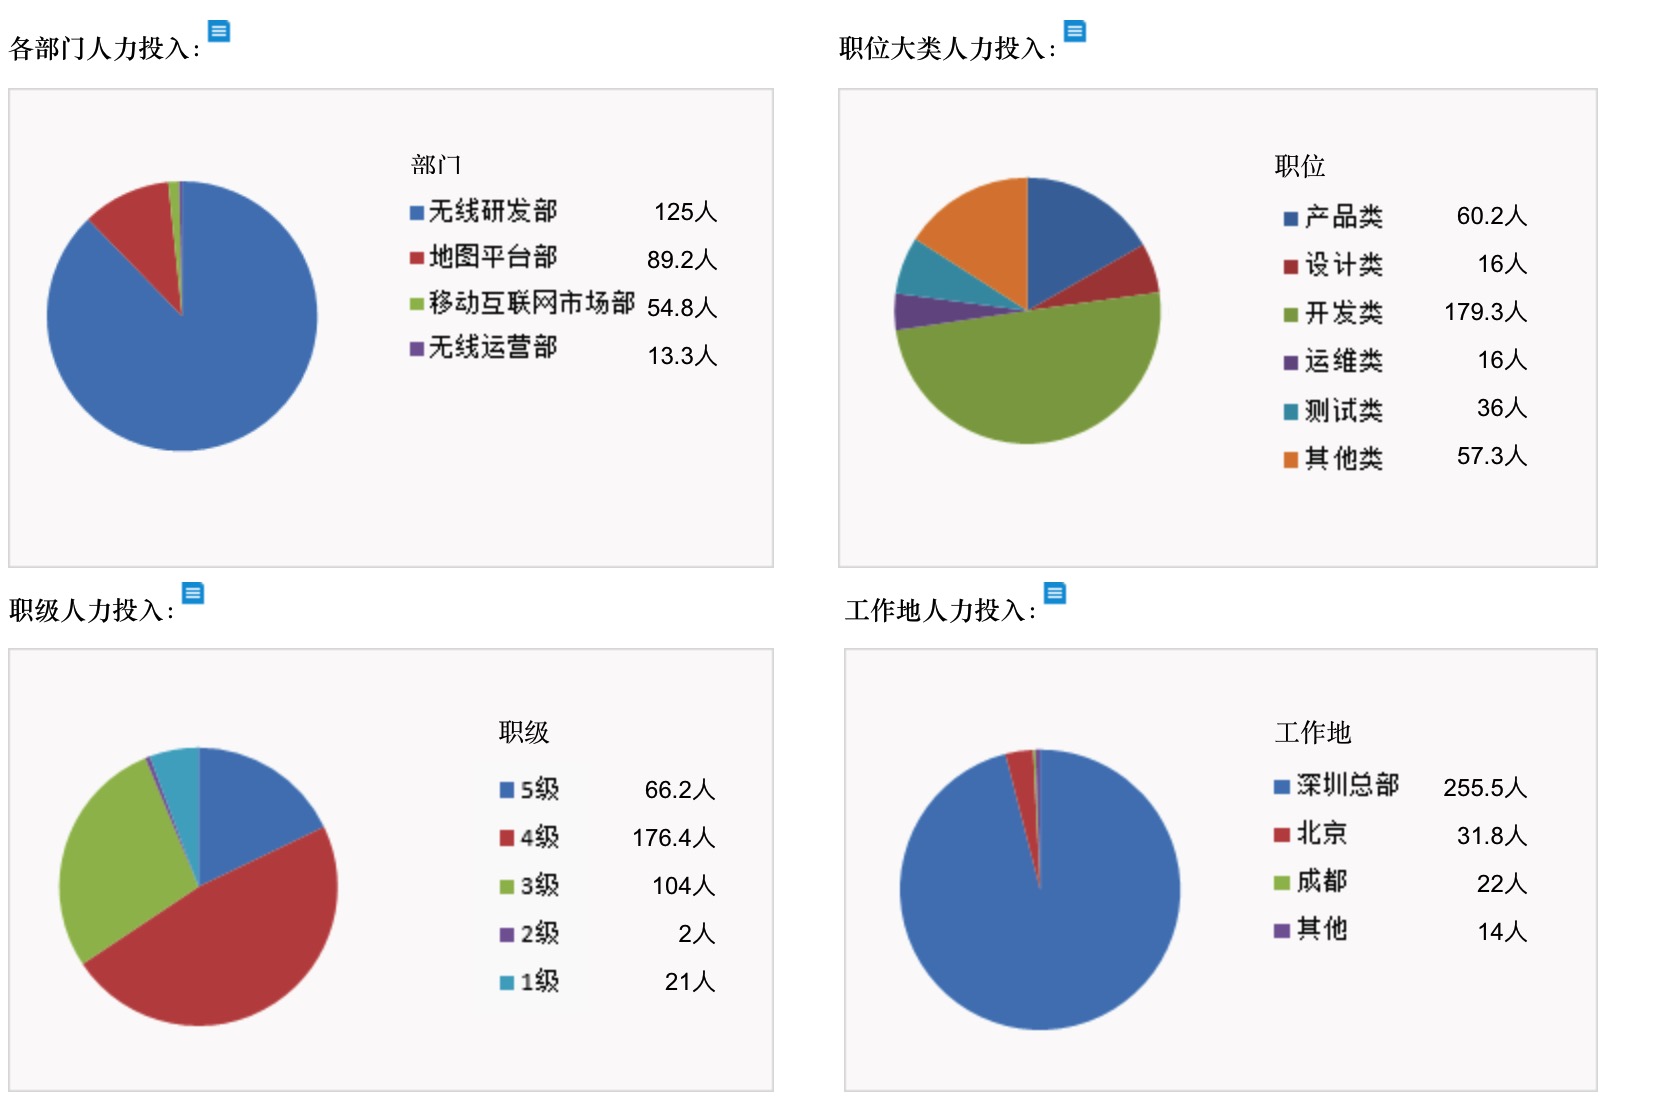 各部门人力投入：
部门
无线研发部 125人
地图平台部 89.2人
移动互联网市场部 54.8人
无线运营部 13.3人
职位大类人力投入：
职位
产品类 60.2人
设计类 16人
开发类 179.3人
运维类 16人
测试类 36人
其他类 57.3人
职级人力投入：
职级
5级 66.2人
4级 176.4人
3级 104人
2级 2人
1级 21人
工作地人力投入：
工作地
深圳总部 255.5人
北京 31.8人
成都 22人
其他 14人